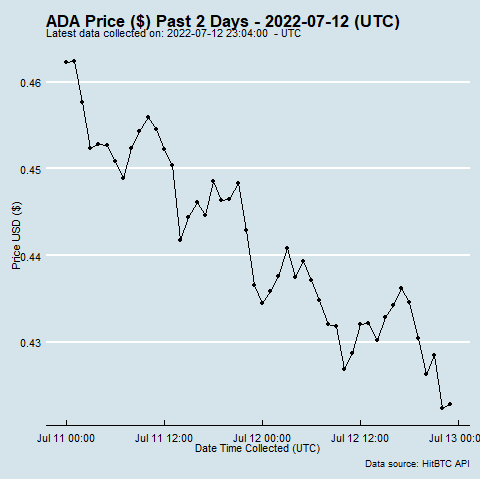 ADA Price ($) Past 2 Days - 2022-07-12 (UTC)
Latest data collected on: 2022-07-12 23:04:00 - UTC
0.46
0.45
0.44
0.43
Price USD ($)
Jul 11 00:00 Jul 11 12:00 Jul 12 00:00 Jul 12 12:00 Jul 13 00:00
Date Time Collected (UTC)
Data source: HitBTC API